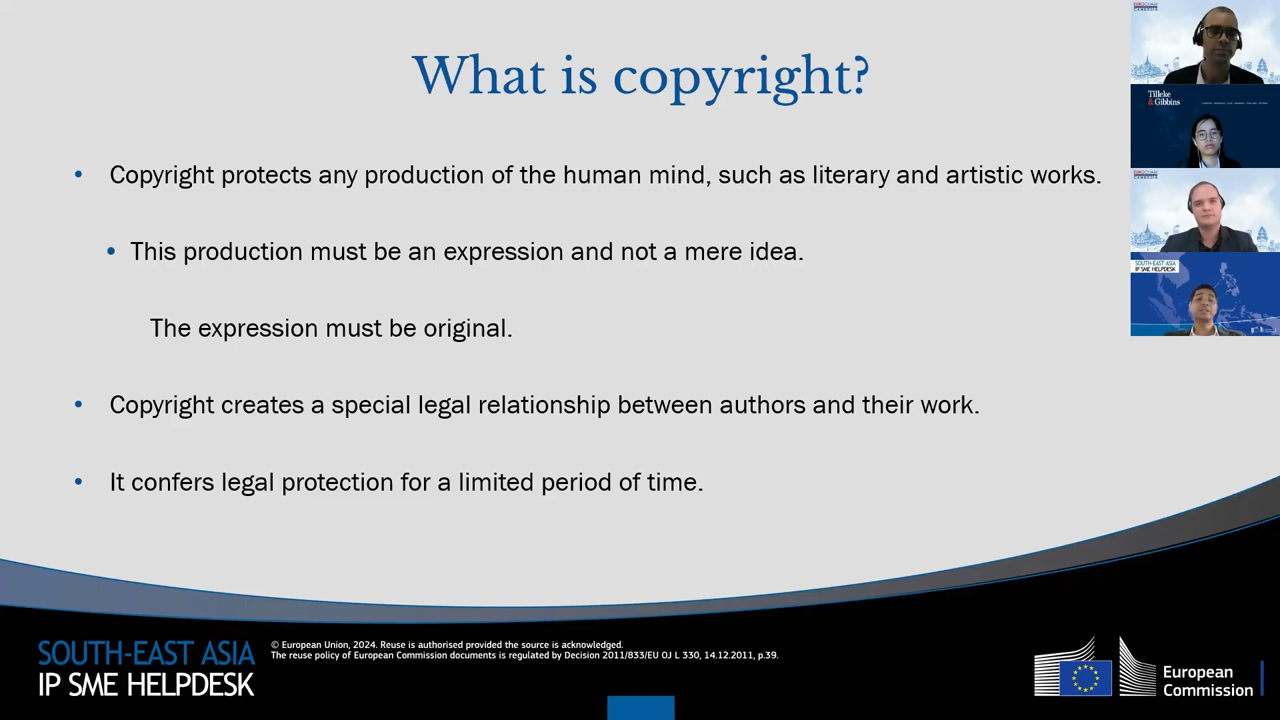 What is copyright?
• Copyright protects any production of the human mind, such as literary and artistic works.
• This production must be an expression and not a mere idea.
The expression must be original.
• Copyright creates a special legal relationship between authors and their work.
• It confers legal protection for a limited period of time.
Tilleke
& Gibbins
SOUTH-EAST ASIA
IP SME HELPDESK
SOUTH-EAST ASIA
IP SME HELPDESK
© European Union, 2024. Reuse is authorised provided the source is acknowledged.
The reuse policy of European Commission documents is regulated by Decision 2011/833/EU OJ L 330, 14.12.2011, p.39.
European
Commission